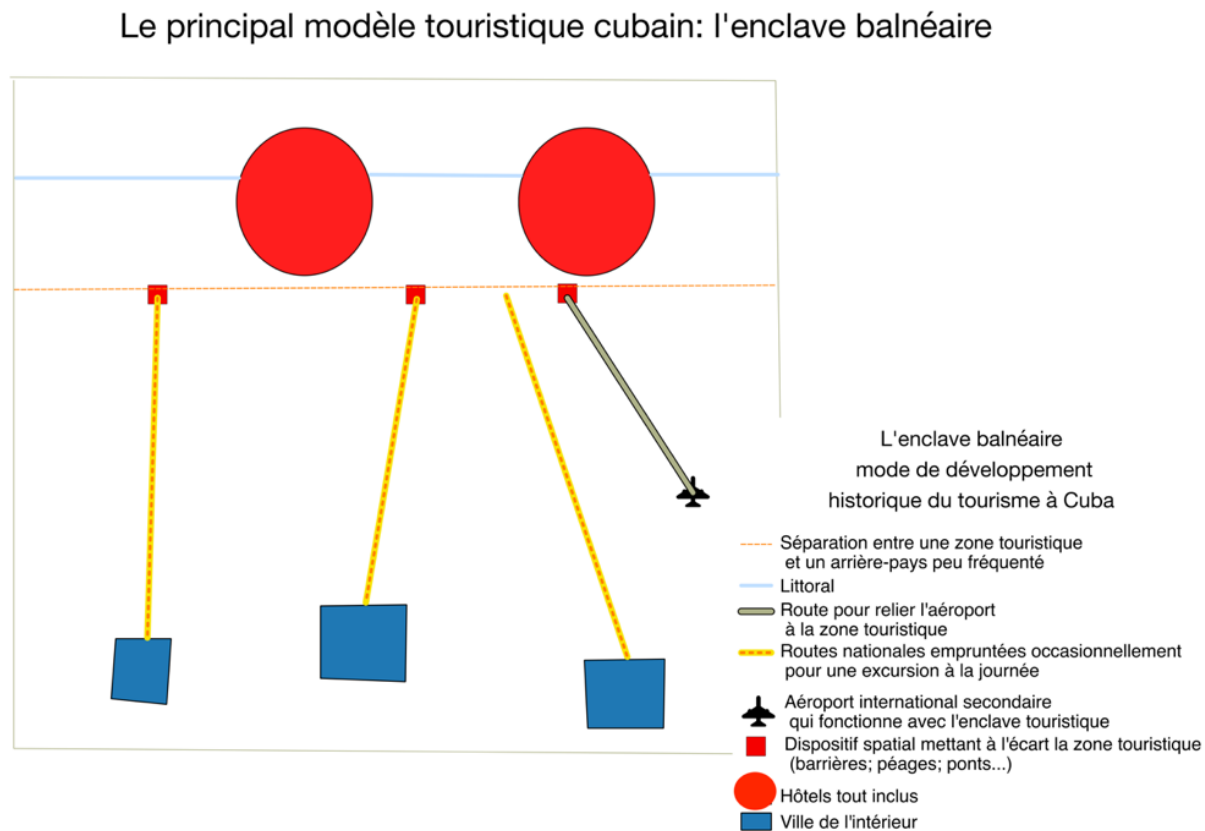 Le principal modèle touristique cubain: l'enclave balnéaire
L'enclave balnéaire
mode de développement
historique du tourisme à Cuba
Séparation entre une zone touristique
et un arrière-pays peu fréquenté
Littoral
Route pour relier l'aéroport
à la zone touristique
Routes nationales empruntées occasionnellement
pour une excursion à la journée
Aéroport international secondaire
qui fonctionne avec l'enclave touristique
Dispositif spatial mettant à l'écart la zone touristique
(barrières; péages; ponts...)
Hôtels tout inclus
Ville de l'intérieur